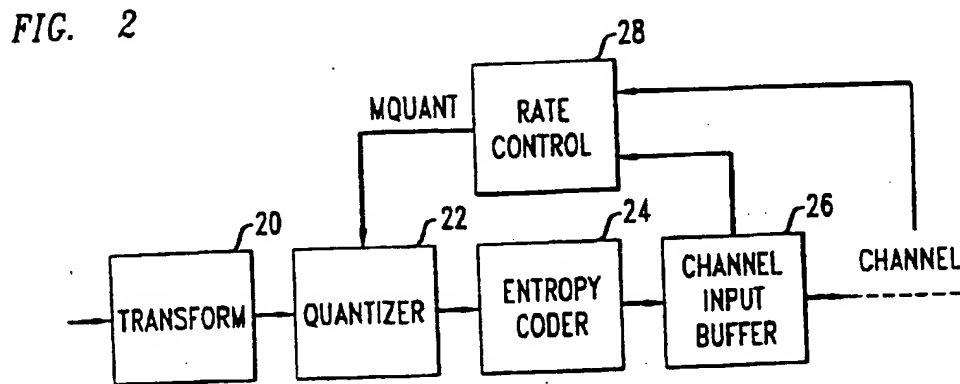 FIG. 2
28
MQUANT
RATE
CONTROL
20
22
24
26
TRANSFORM
QUANTIZER
ENTROPY
CODER
CHANNEL
INPUT
BUFFER
CHANNEL